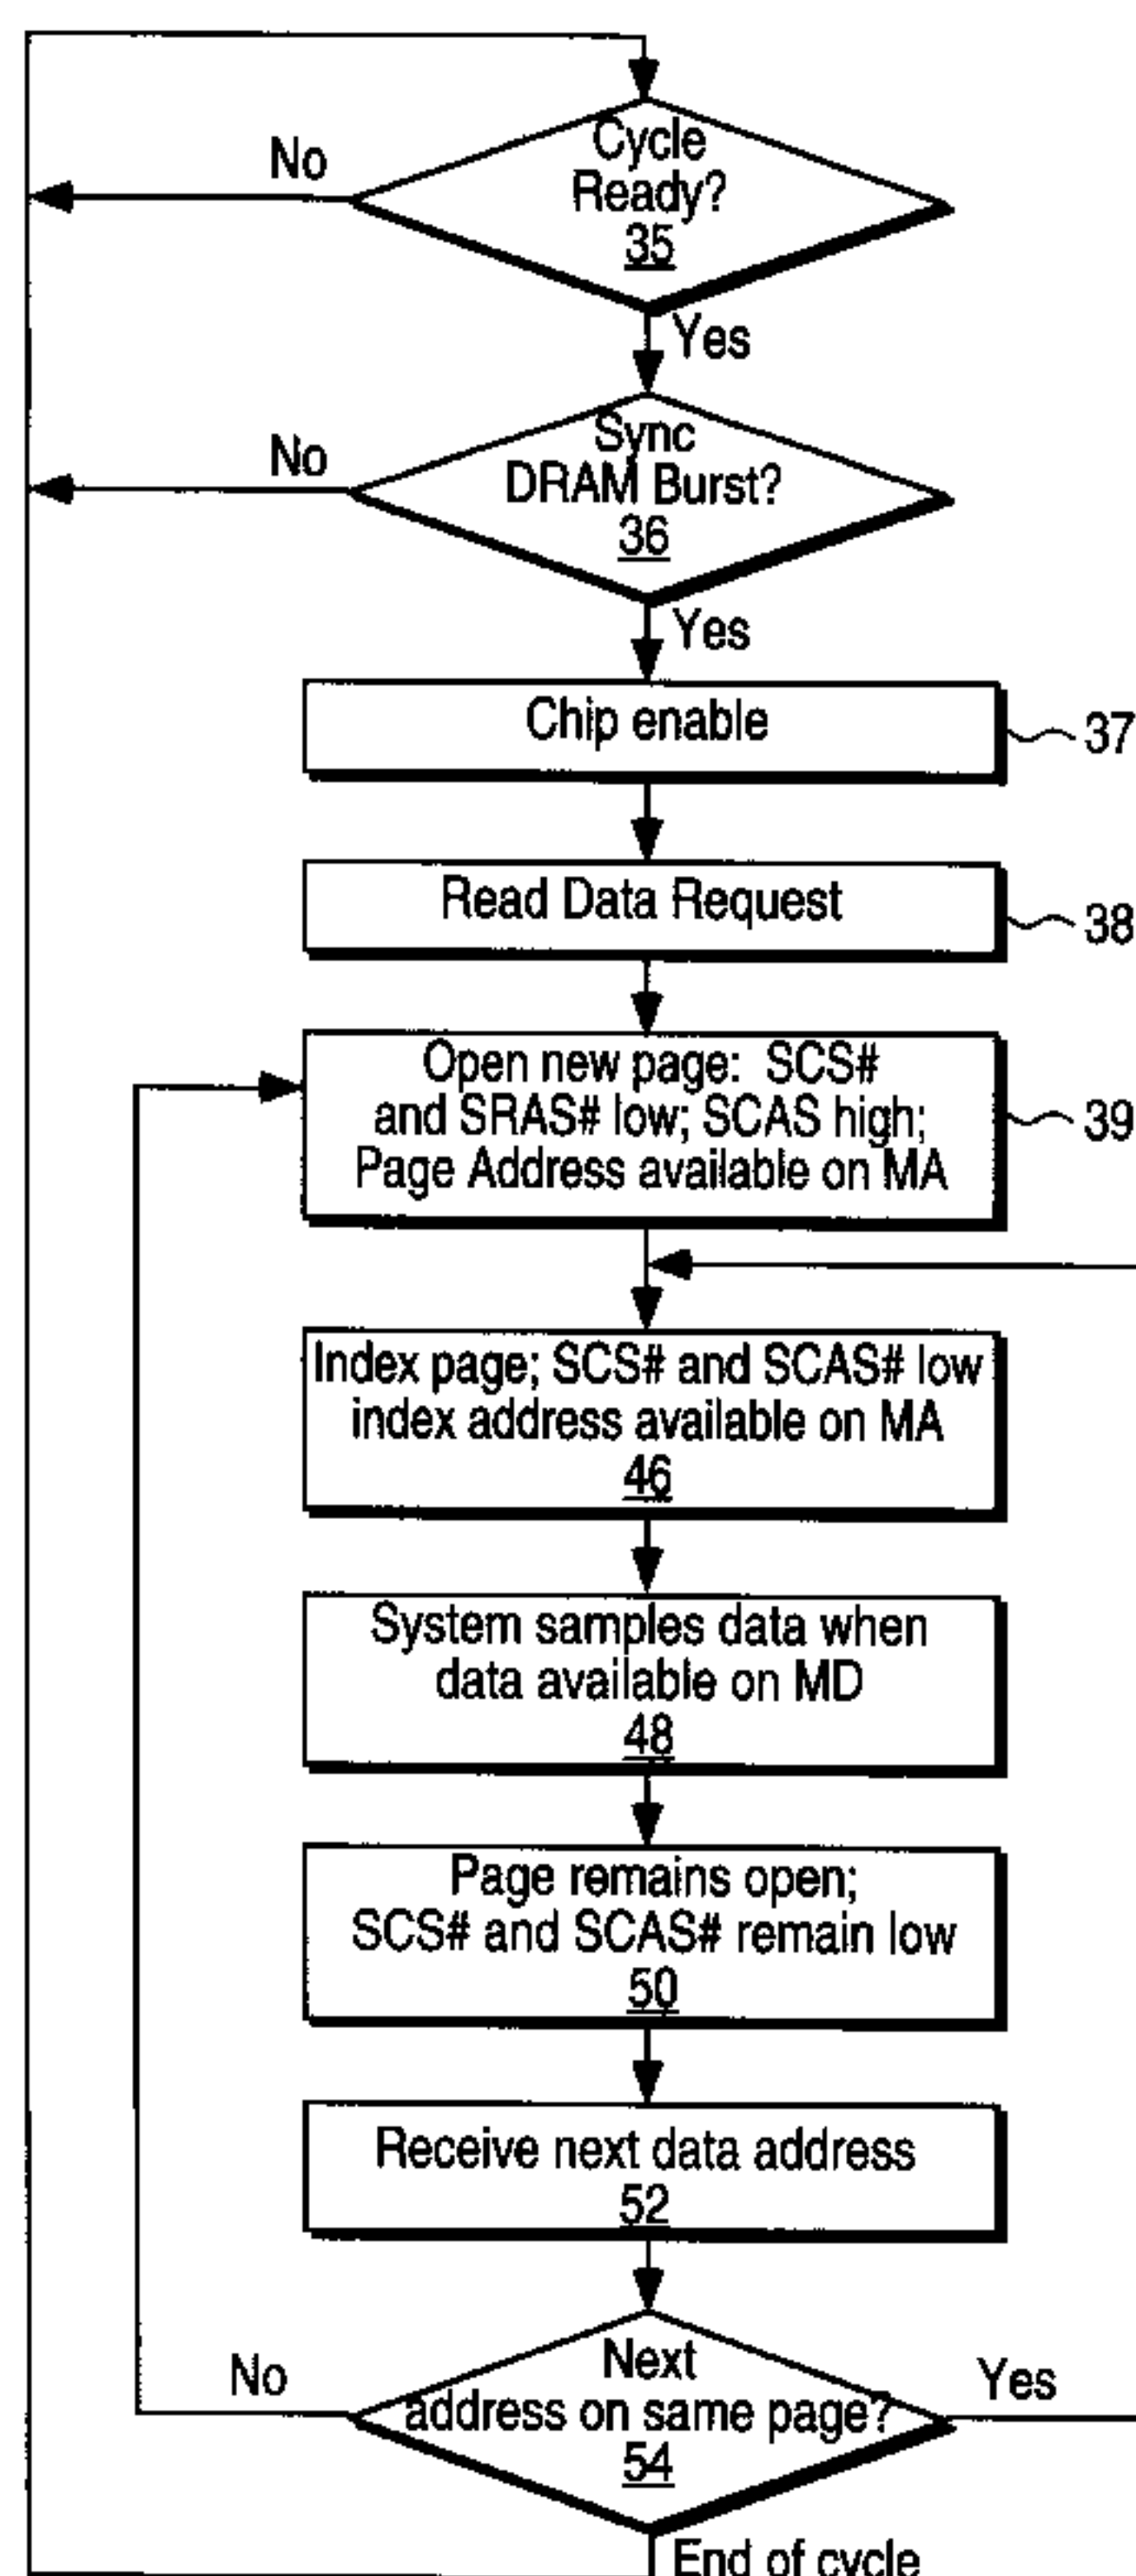 Cycle
Ready?
35
No
Yes
Sync
DRAM Burst?
36
No
Yes
Chip enable
37
Read Data Request
38
Open new page: SCS#
and SRAS# low; SCAS high;
Page Address available on MA
39
Index page; SCS# and SCAS# low
index address available on MA
46
System samples data when
data available on MD
48
Page remains open;
SCS# and SCAS# remain low
50
Receive next data address
52
Next
address on same page?
54
No
Yes
End of cycle